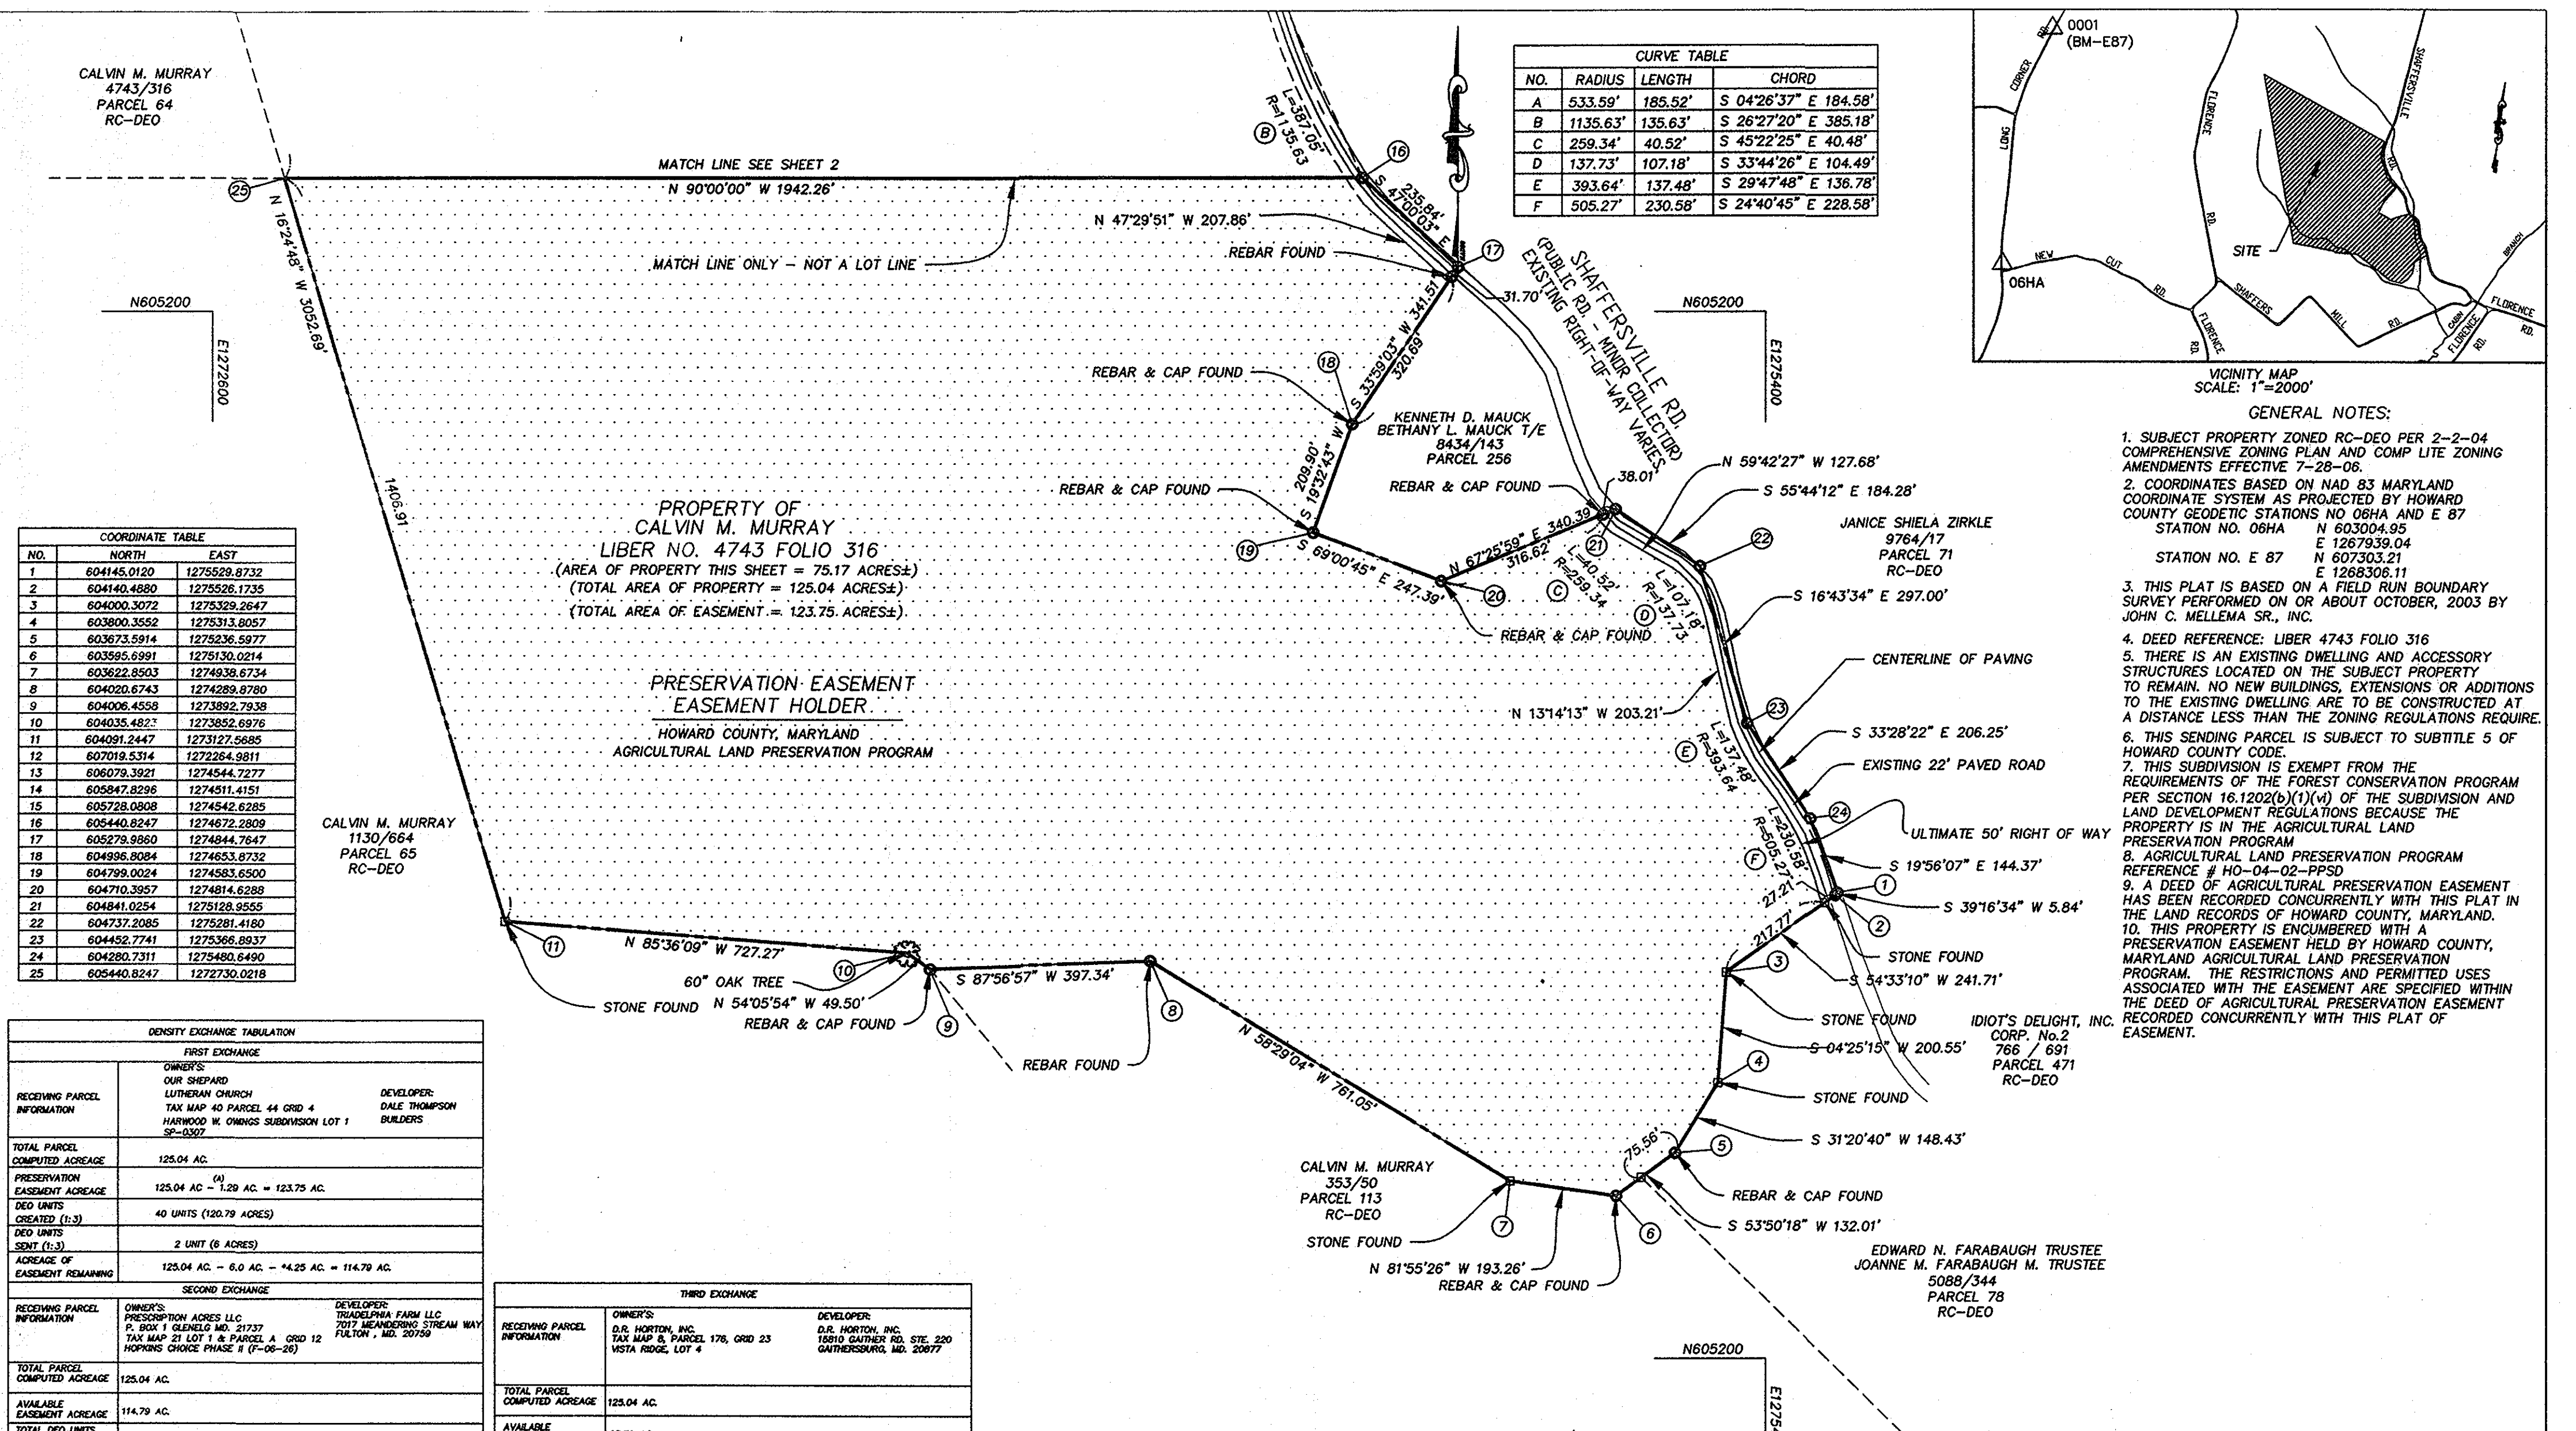 CALVIN M. MURRAY
4743/316
PARCEL 64
RC-DEO
MATCH LINE SEE SHEET 2
N 90°00'00" W 1942.26'
MATCH LINE ONLY - NOT A LOT LINE
25
N 16°24'48" W 3052.69'
1406.91
N605200
E1272600
L=387.05'
R=1135.63
B
16
235.84'
S 47°00'03" E
N 47°29'51" W 207.86'
REBAR FOUND
17
31.70'
S 33°59'03" W 341.51'
320.69'
REBAR & CAP FOUND
18
209.90'
S 19°32'43" W
REBAR & CAP FOUND
19
S 69°00'45" E 247.39'
KENNETH D. MAUCK
BETHANY L. MAUCK T/E
8434/143
PARCEL 256
REBAR & CAP FOUND
38.01'
N 67°25'59" E 340.39'
316.62'
21
20
REBAR & CAP FOUND
L=40.52'
R=259.34
C
L=107.18'
R=137.73
D
SHAFFERSVILLE RD.
(PUBLIC RD. - MINOR COLLECTOR)
EXISTING RIGHT-OF-WAY VARIES
N605200
E1275400
N 59°42'27" W 127.68'
S 55°44'12" E 184.28'
22
JANICE SHIELA ZIRKLE
9764/17
PARCEL 71
RC-DEO
S 16°43'34" E 297.00'
CENTERLINE OF PAVING
N 13°14'13" W 203.21'
23
L=137.48'
R=393.64
E
S 33°28'22" E 206.25'
EXISTING 22' PAVED ROAD
24
ULTIMATE 50' RIGHT OF WAY
L=230.58'
R=505.27'
F
S 19°56'07" E 144.37'
1
27.21
S 39°16'34" W 5.84'
2
217.77'
STONE FOUND
3
S 54°33'10" W 241.71'
STONE FOUND
IDIOT'S DELIGHT, INC.
CORP. No.2
766 / 691
PARCEL 471
RC-DEO
S 04°25'15" W 200.55'
4
STONE FOUND
S 31°20'40" W 148.43'
75.56'
5
REBAR & CAP FOUND
S 53°50'18" W 132.01'
6
EDWARD N. FARABAUGH TRUSTEE
JOANNE M. FARABAUGH M. TRUSTEE
5088/344
PARCEL 78
RC-DEO
CALVIN M. MURRAY
353/50
PARCEL 113
RC-DEO
7
STONE FOUND
N 81°55'26" W 193.26'
REBAR & CAP FOUND
N605200
N 58°29'04" W 761.05'
8
REBAR FOUND
S 87°56'57" W 397.34'
9
REBAR & CAP FOUND
N 54°05'54" W 49.50'
60" OAK TREE
10
N 85°36'09" W 727.27'
11
STONE FOUND
CALVIN M. MURRAY
1130/664
PARCEL 65
RC-DEO
PROPERTY OF
CALVIN M. MURRAY
LIBER NO. 4743 FOLIO 316
(AREA OF PROPERTY THIS SHEET = 75.17 ACRES±)
(TOTAL AREA OF PROPERTY = 125.04 ACRES±)
(TOTAL AREA OF EASEMENT = 123.75 ACRES±)
PRESERVATION EASEMENT
EASEMENT HOLDER
HOWARD COUNTY, MARYLAND
AGRICULTURAL LAND PRESERVATION PROGRAM
CURVE TABLE
NO. RADIUS LENGTH CHORD
A 533.59' 185.52' S 04°26'37" E 184.58'
B 1135.63' 135.63' S 26°27'20" E 385.18'
C 259.34' 40.52' S 45°22'25" E 40.48'
D 137.73' 107.18' S 33°44'26" E 104.49'
E 393.64' 137.48' S 29°47'48" E 136.78'
F 505.27' 230.58' S 24°40'45" E 228.58'
0001
(BM-E87)
LONG
CORNER
RD.
FLORENCE
RD.
SHAFFERSVILLE
RD.
SITE
06HA
NEW
CUT
RD.
FLORENCE
RD.
SHAFFERS
MILL
RD.
CABIN
BRANCH
FLORENCE
RD.
FLORENCE
RD.
VICINITY MAP
SCALE: 1"=2000'
GENERAL NOTES:
1. SUBJECT PROPERTY ZONED RC-DEO PER 2-2-04
COMPREHENSIVE ZONING PLAN AND COMP LITE ZONING
AMENDMENTS EFFECTIVE 7-28-06.
2. COORDINATES BASED ON NAD 83 MARYLAND
COORDINATE SYSTEM AS PROJECTED BY HOWARD
COUNTY GEODETIC STATIONS NO 06HA AND E 87
STATION NO. 06HA N 603004.95
E 1267939.04
STATION NO. E 87 N 607303.21
E 1268306.11
3. THIS PLAT IS BASED ON A FIELD RUN BOUNDARY
SURVEY PERFORMED ON OR ABOUT OCTOBER, 2003 BY
JOHN C. MELLEMA SR., INC.
4. DEED REFERENCE: LIBER 4743 FOLIO 316
5. THERE IS AN EXISTING DWELLING AND ACCESSORY
STRUCTURES LOCATED ON THE SUBJECT PROPERTY
TO REMAIN. NO NEW BUILDINGS, EXTENSIONS OR ADDITIONS
TO THE EXISTING DWELLING ARE TO BE CONSTRUCTED AT
A DISTANCE LESS THAN THE ZONING REGULATIONS REQUIRE.
6. THIS SENDING PARCEL IS SUBJECT TO SUBTITLE 5 OF
HOWARD COUNTY CODE.
7. THIS SUBDIVISION IS EXEMPT FROM THE
REQUIREMENTS OF THE FOREST CONSERVATION PROGRAM
PER SECTION 16.1202(b)(1)(vi) OF THE SUBDIVISION AND
LAND DEVELOPMENT REGULATIONS BECAUSE THE
PROPERTY IS IN THE AGRICULTURAL LAND
PRESERVATION PROGRAM
8. AGRICULTURAL LAND PRESERVATION PROGRAM
REFERENCE # HO-04-02-PPSD
9. A DEED OF AGRICULTURAL PRESERVATION EASEMENT
HAS BEEN RECORDED CONCURRENTLY WITH THIS PLAT IN
THE LAND RECORDS OF HOWARD COUNTY, MARYLAND.
10. THIS PROPERTY IS ENCUMBERED WITH A
PRESERVATION EASEMENT HELD BY HOWARD COUNTY,
MARYLAND AGRICULTURAL LAND PRESERVATION
PROGRAM. THE RESTRICTIONS AND PERMITTED USES
ASSOCIATED WITH THE EASEMENT ARE SPECIFIED WITHIN
THE DEED OF AGRICULTURAL PRESERVATION EASEMENT
RECORDED CONCURRENTLY WITH THIS PLAT OF
EASEMENT.
COORDINATE TABLE
NO. NORTH EAST
1 604145.0120 1275529.8732
2 604140.4880 1275526.1735
3 604000.3072 1275329.2647
4 603800.3552 1275313.8057
5 603673.5914 1275236.5977
6 603595.6991 1275130.0214
7 603622.8503 1274938.6734
8 604020.6743 1274289.8780
9 604006.4558 1273892.7938
10 604035.4823 1273852.6976
11 604091.2447 1273127.5685
12 607019.5314 1272264.9811
13 606079.3921 1274544.7277
14 605847.8296 1274511.4151
15 605728.0808 1274542.6285
16 605440.8247 1274672.2809
17 605279.9860 1274844.7647
18 604996.8084 1274653.8732
19 604799.0024 1274583.6500
20 604710.3957 1274814.6288
21 604841.0254 1275128.9555
22 604737.2085 1275281.4180
23 604452.7741 1275366.8937
24 604280.7311 1275480.6490
25 605440.8247 1272730.0218
DENSITY EXCHANGE TABULATION
FIRST EXCHANGE
RECEIVING PARCEL
INFORMATION
OWNER'S:
OUR SHEPARD
LUTHERAN CHURCH
TAX MAP 40 PARCEL 44 GRID 4
HARWOOD W. OWINGS SUBDIVISION LOT 1
SP-0307
DEVELOPER:
DALE THOMPSON
BUILDERS
TOTAL PARCEL
COMPUTED ACREAGE 125.04 AC.
PRESERVATION
EASEMENT ACREAGE
(A)
125.04 AC - 1.29 AC. = 123.75 AC.
DEO UNITS
CREATED (1:3) 40 UNITS (120.79 ACRES)
DEO UNITS
SENT (1:3) 2 UNIT (6 ACRES)
ACREAGE OF
EASEMENT REMAINING 125.04 AC. - 6.0 AC. - *4.25 AC. = 114.79 AC.
SECOND EXCHANGE
RECEIVING PARCEL
INFORMATION
OWNER'S:
PRESCRIPTION ACRES LLC
P. BOX 1 GLENELG MD. 21737
TAX MAP 21 LOT 1 & PARCEL A GRID 12
HOPKINS CHOICE PHASE II (F-06-26)
DEVELOPER:
TRIADELPHIA FARM LLC
7017 MEANDERING STREAM WAY
FULTON , MD. 20759
TOTAL PARCEL
COMPUTED ACREAGE 125.04 AC.
AVAILABLE
EASEMENT ACREAGE 114.79 AC.
TOTAL DEO UNITS
THIRD EXCHANGE
RECEIVING PARCEL
INFORMATION
OWNER'S:
D.R. HORTON, INC.
TAX MAP 8, PARCEL 178, GRID 23
VISTA RIDGE, LOT 4
DEVELOPER:
D.R. HORTON, INC.
15810 GAITHER RD. STE. 220
GAITHERSBURG, MD. 20877
TOTAL PARCEL
COMPUTED ACREAGE 125.04 AC.
AVAILABLE